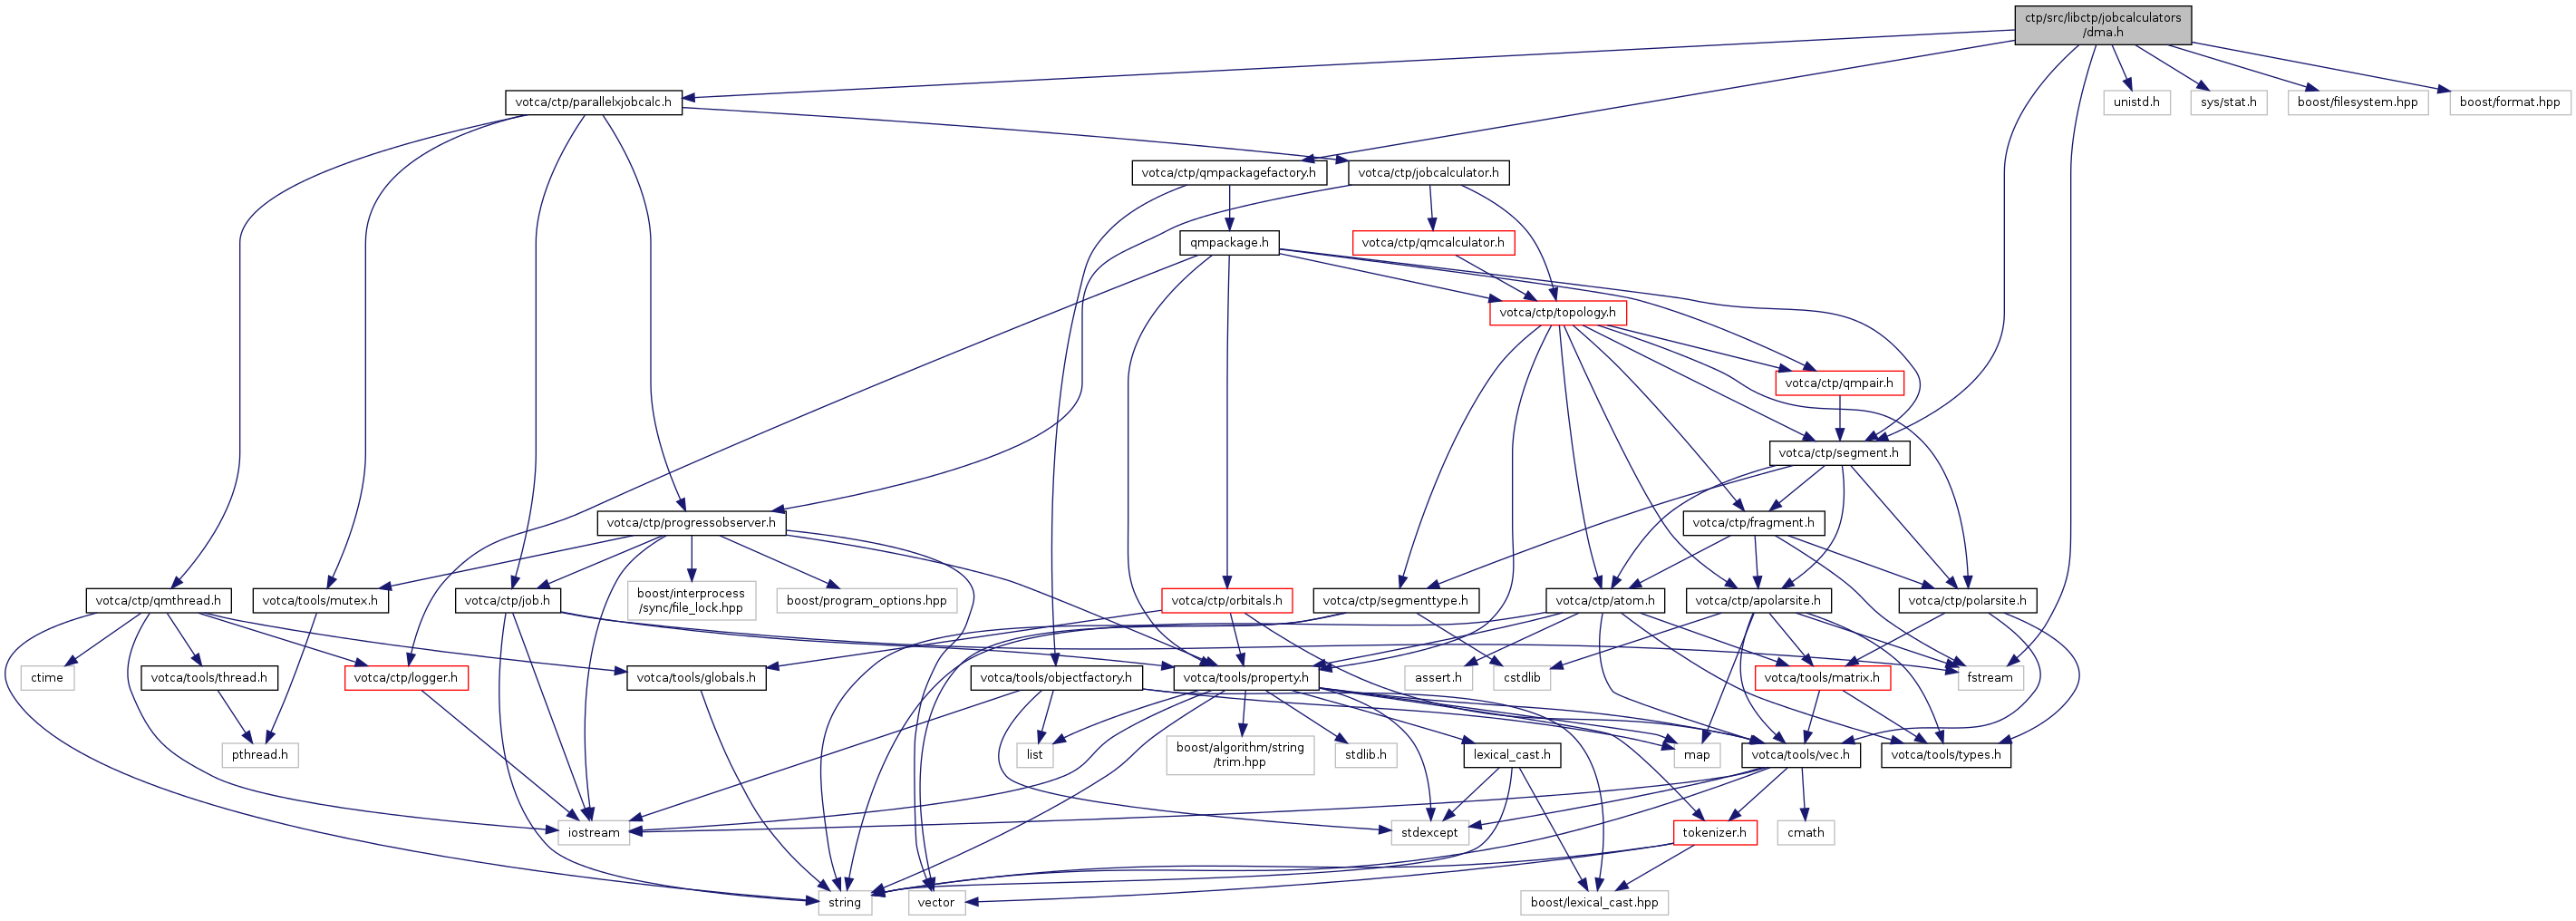 ctp/src/libctp/jobcalculators
/dma.h
votca/ctp/parallelxjobcalc.h
unistd.h
sys/stat.h
boost/filesystem.hpp
boost/format.hpp
votca/ctp/qmpackagefactory.h
votca/ctp/jobcalculator.h
qmpackage.h
votca/ctp/qmcalculator.h
votca/ctp/topology.h
votca/ctp/qmpair.h
votca/ctp/segment.h
votca/ctp/progressobserver.h
votca/ctp/fragment.h
votca/ctp/qmthread.h
votca/tools/mutex.h
votca/ctp/job.h
boost/interprocess
/sync/file_lock.hpp
boost/program_options.hpp
votca/ctp/orbitals.h
votca/ctp/segmenttype.h
votca/ctp/atom.h
votca/ctp/apolarsite.h
votca/ctp/polarsite.h
ctime
votca/tools/thread.h
votca/ctp/logger.h
votca/tools/globals.h
votca/tools/objectfactory.h
votca/tools/property.h
assert.h
cstdlib
votca/tools/matrix.h
fstream
pthread.h
list
boost/algorithm/string
/trim.hpp
stdlib.h
lexical_cast.h
map
votca/tools/vec.h
votca/tools/types.h
iostream
stdexcept
tokenizer.h
cmath
string
vector
boost/lexical_cast.hpp